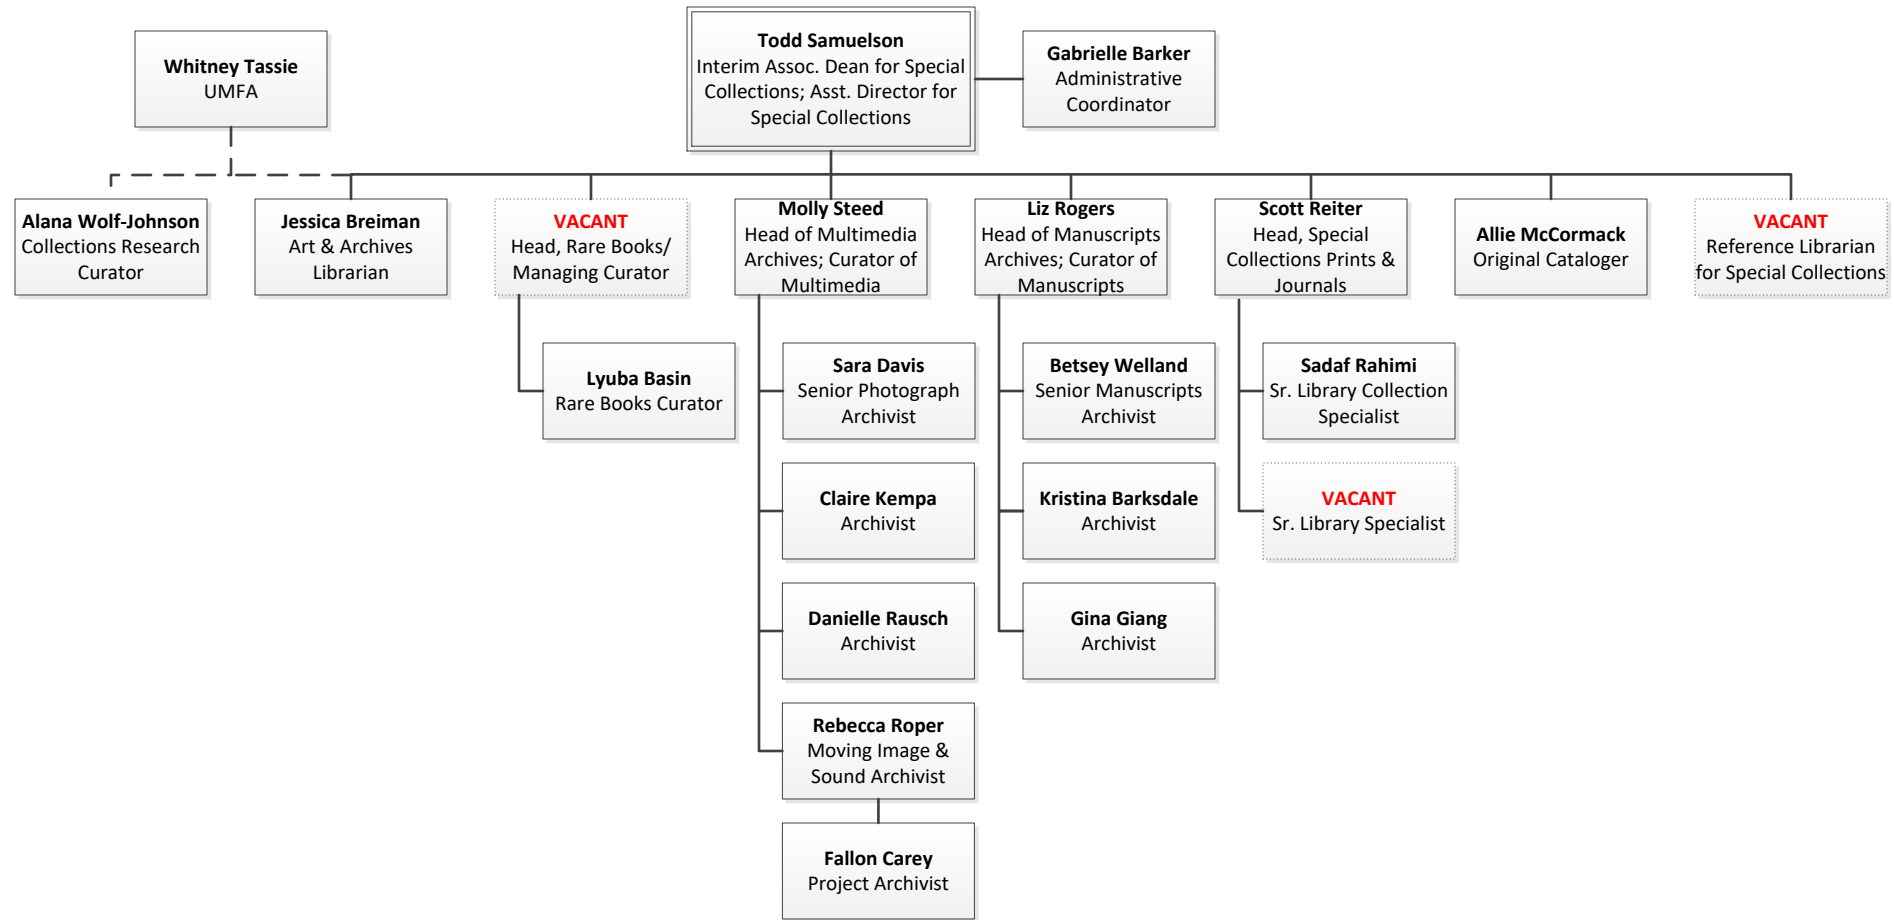 Whitney Tassie
UMFA
Todd Samuelson
Interim Assoc. Dean for Special
Collections; Asst. Director for
Special Collections
Gabrielle Barker
Administrative
Coordinator
Alana Wolf-Johnson
Collections Research
Curator
Jessica Breiman
Art & Archives
Librarian
VACANT
Head, Rare Books/
Managing Curator
Molly Steed
Head of Multimedia
Archives; Curator of
Multimedia
Liz Rogers
Head of Manuscripts
Archives; Curator of
Manuscripts
Scott Reiter
Head, Special
Collections Prints &
Journals
Allie McCormack
Original Cataloger
VACANT
Reference Librarian
for Special Collections
Lyuba Basin
Rare Books Curator
Sara Davis
Senior Photograph
Archivist
Betsey Welland
Senior Manuscripts
Archivist
Sadaf Rahimi
Sr. Library Collection
Specialist
Claire Kempa
Archivist
Kristina Barksdale
Archivist
VACANT
Sr. Library Specialist
Danielle Rausch
Archivist
Gina Giang
Archivist
Rebecca Roper
Moving Image &
Sound Archivist
Fallon Carey
Project Archivist